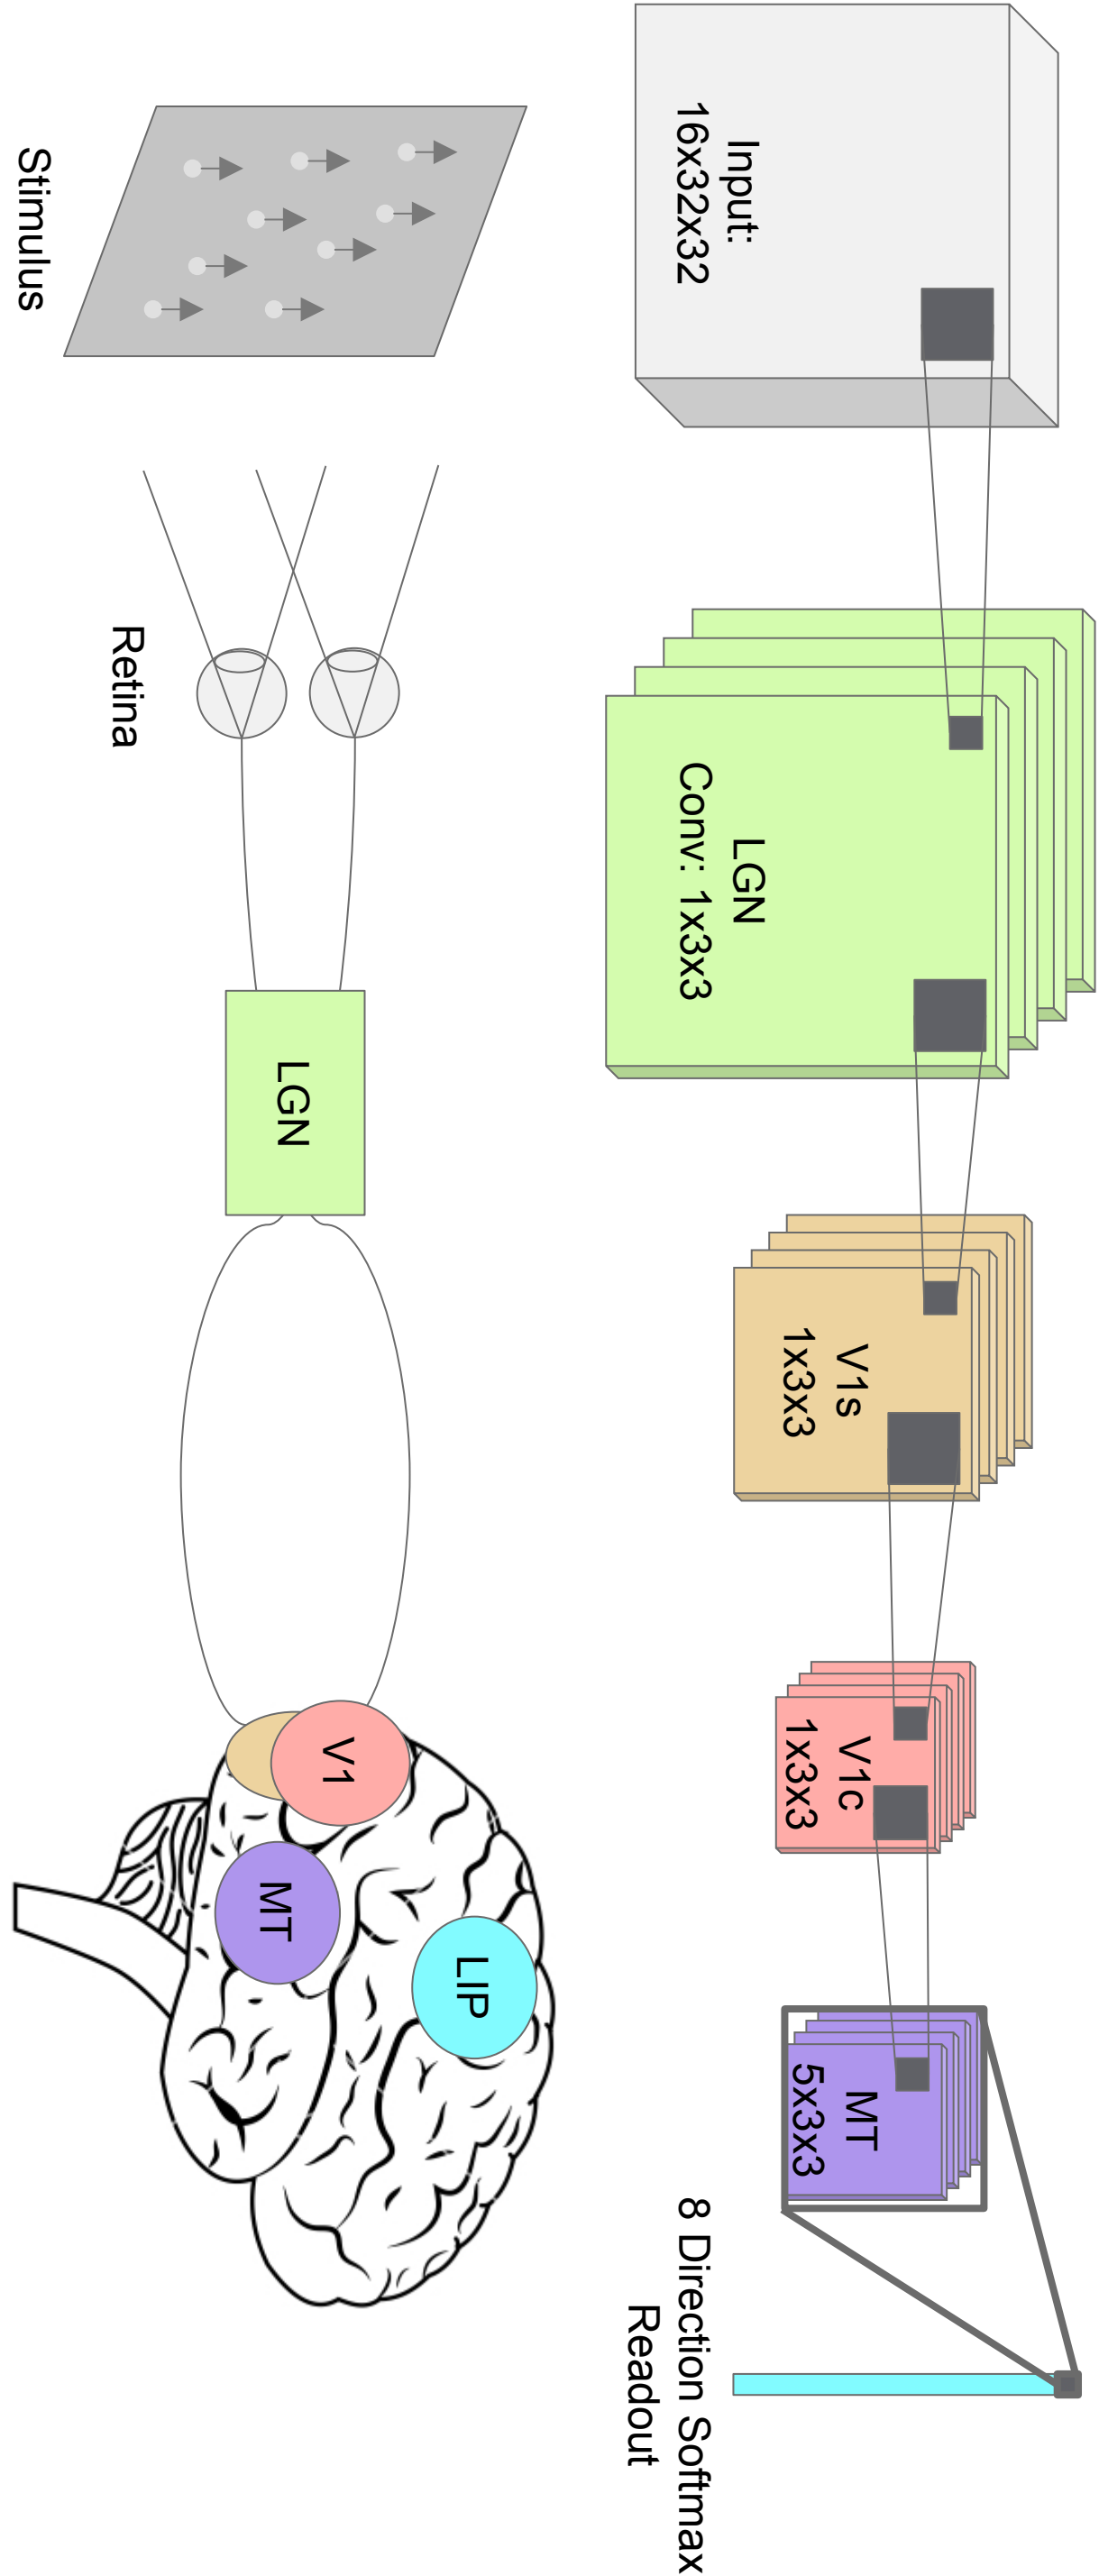 Input:
16x32x32
LGN
Conv: 1x3x3
V1s
1x3x3
V1c
1x3x3
MT
5x3x3
8 Direction Softmax
Readout
Stimulus
Retina
LGN
V1
MT
LIP